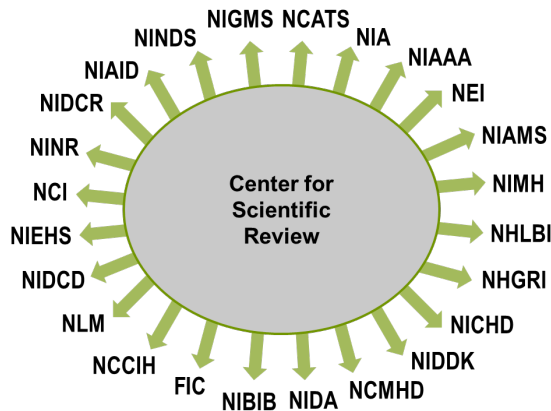 NIGMS NCATS
NINDS
NIA
NIAID
NIAAA
NIDCR
NEI
NINR
NIAMS
NCI
Center for
Scientific
Review
NIMH
NIEHS
NHLBI
NIDCD
NHGRI
NLM
NICHD
NCCIH
NIDDK
FIC
NIBIB
NIDA
NCMHD